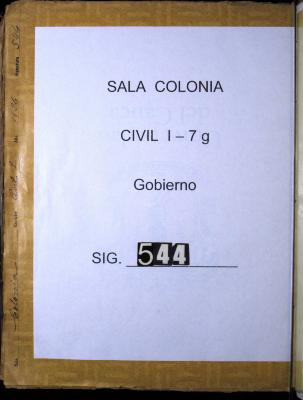 SALA COLONIA
CIVIL I – 7 g
Gobierno
SIG. 544